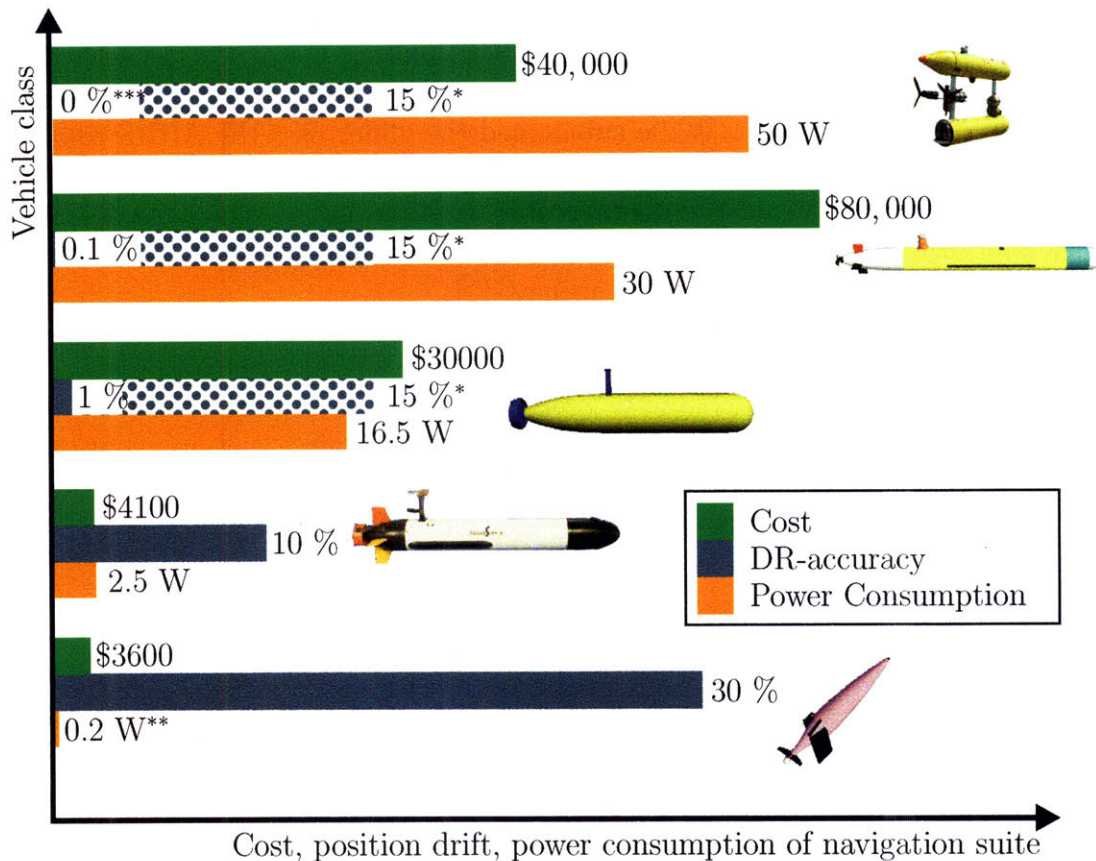 Vehicle class
$40,000
0 %***
15 %*
50 W
$80,000
0.1 %
15 %*
30 W
$30000
1 %
15 %*
16.5 W
$4100
10 %
2.5 W
Cost
DR-accuracy
Power Consumption
$3600
30 %
0.2 W**
Cost, position drift, power consumption of navigation suite